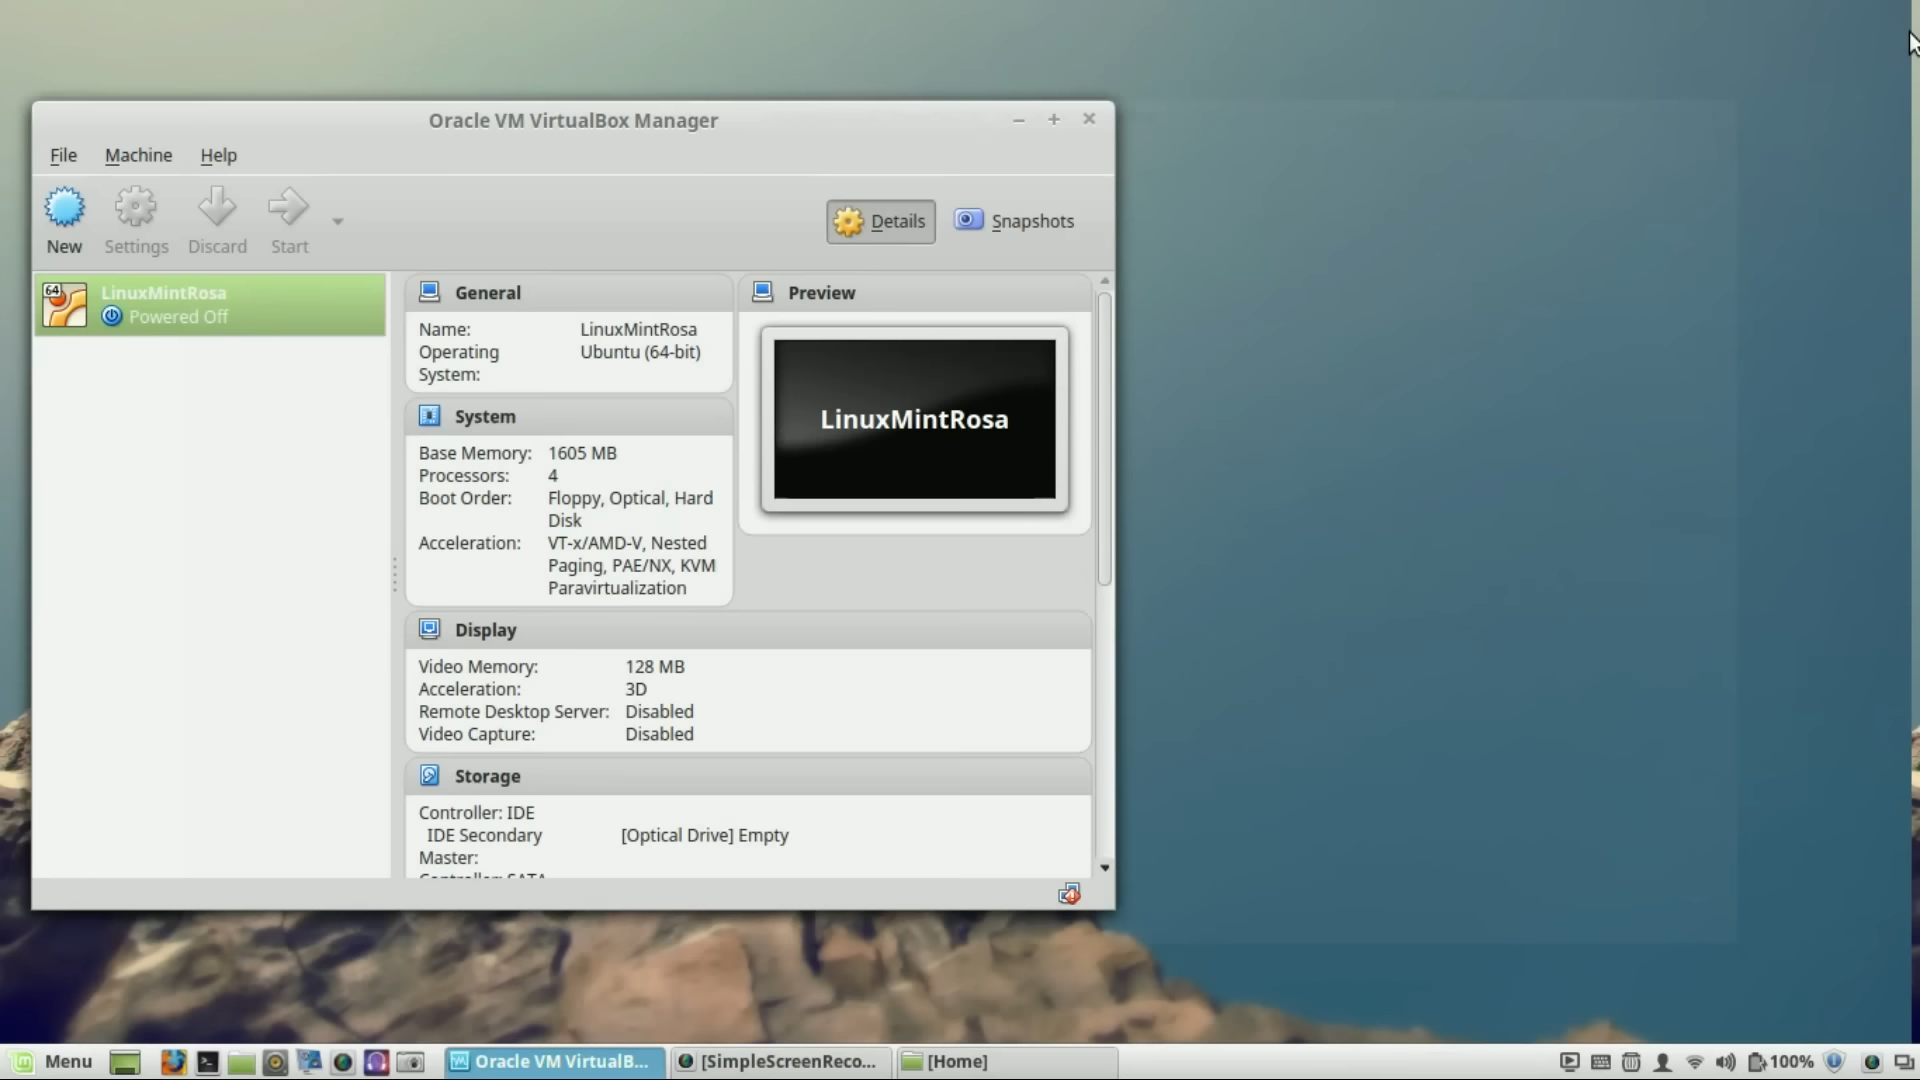 Oracle VM VirtualBox Manager
File Machine Help
New Settings Discard Start
Details Snapshots
64
LinuxMintRosa
Powered Off
General
Name: LinuxMintRosa
Operating System: Ubuntu (64-bit)
Preview
LinuxMintRosa
System
Base Memory: 1605 MB
Processors: 4
Boot Order: Floppy, Optical, Hard
Disk
Acceleration: VT-x/AMD-V, Nested
Paging, PAE/NX, KVM
Paravirtualization
Display
Video Memory: 128 MB
Acceleration: 3D
Remote Desktop Server: Disabled
Video Capture: Disabled
Storage
Controller: IDE
IDE Secondary [Optical Drive] Empty
Master:
Controller: SATA
Menu Oracle VM VirtualB... [SimpleScreenReco... [Home] 100%